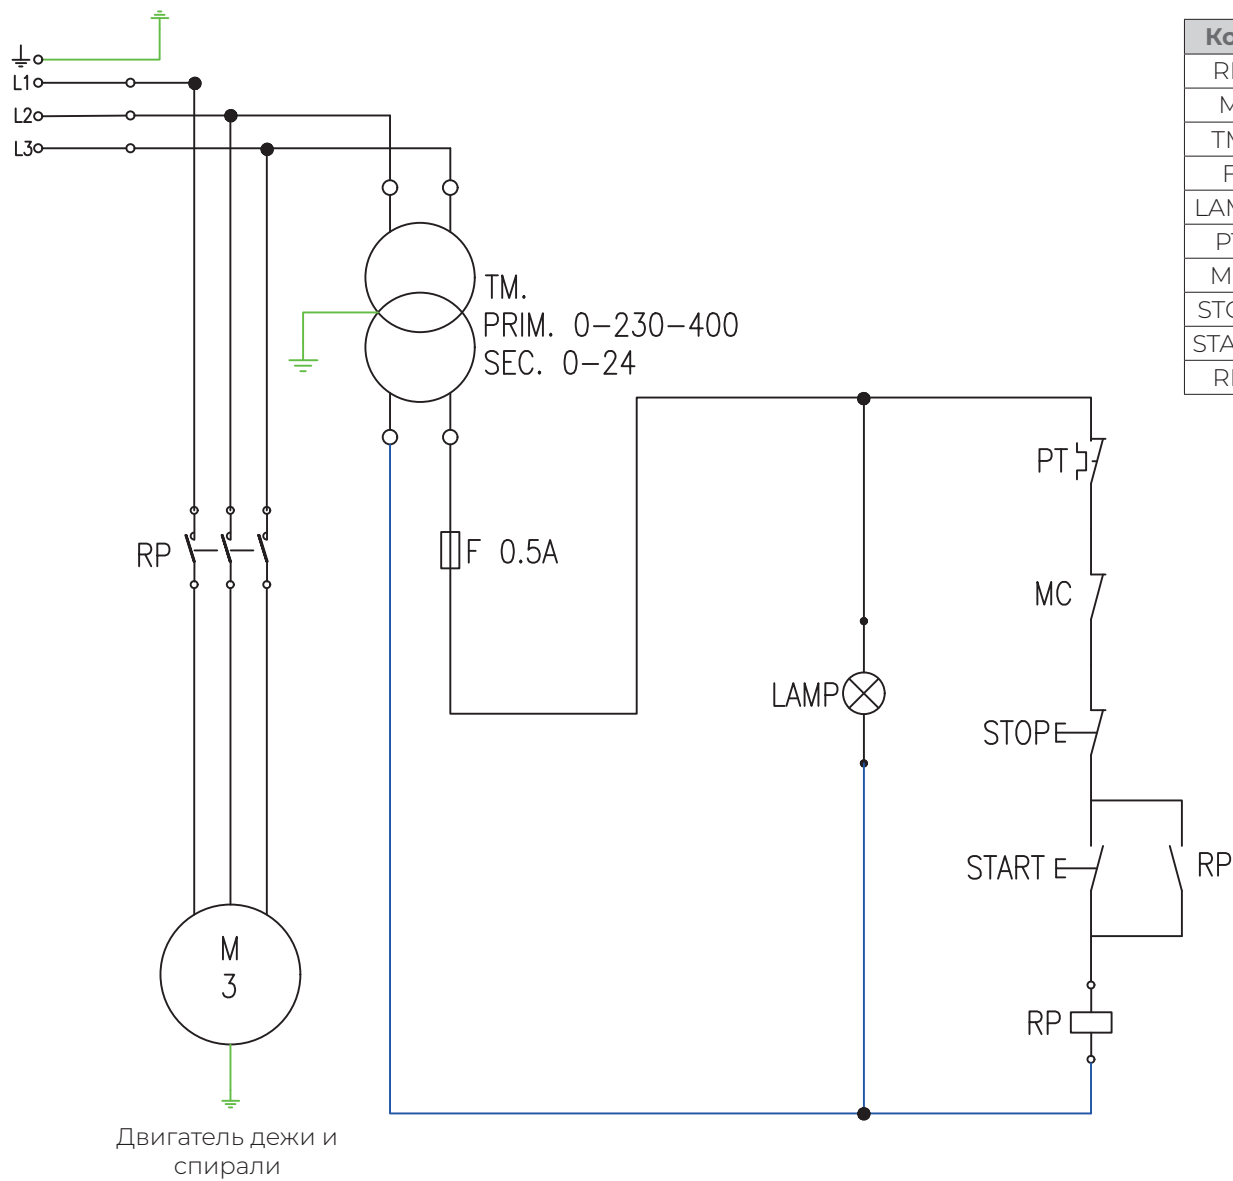 L1
L2
L3
TM.
PRIM. 0-230-400
SEC. 0-24
PT
RP
F 0.5A
MC
LAMP
STOP
START
RP
M
3
RP
Двигатель дежи и
спирали